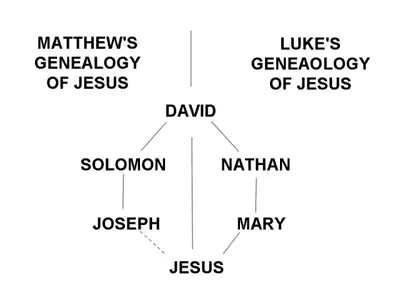 MATTHEW'S
GENEALOGY
OF JESUS
LUKE'S
GENEAOLOGY
OF JESUS
DAVID
SOLOMON
NATHAN
JOSEPH
MARY
JESUS